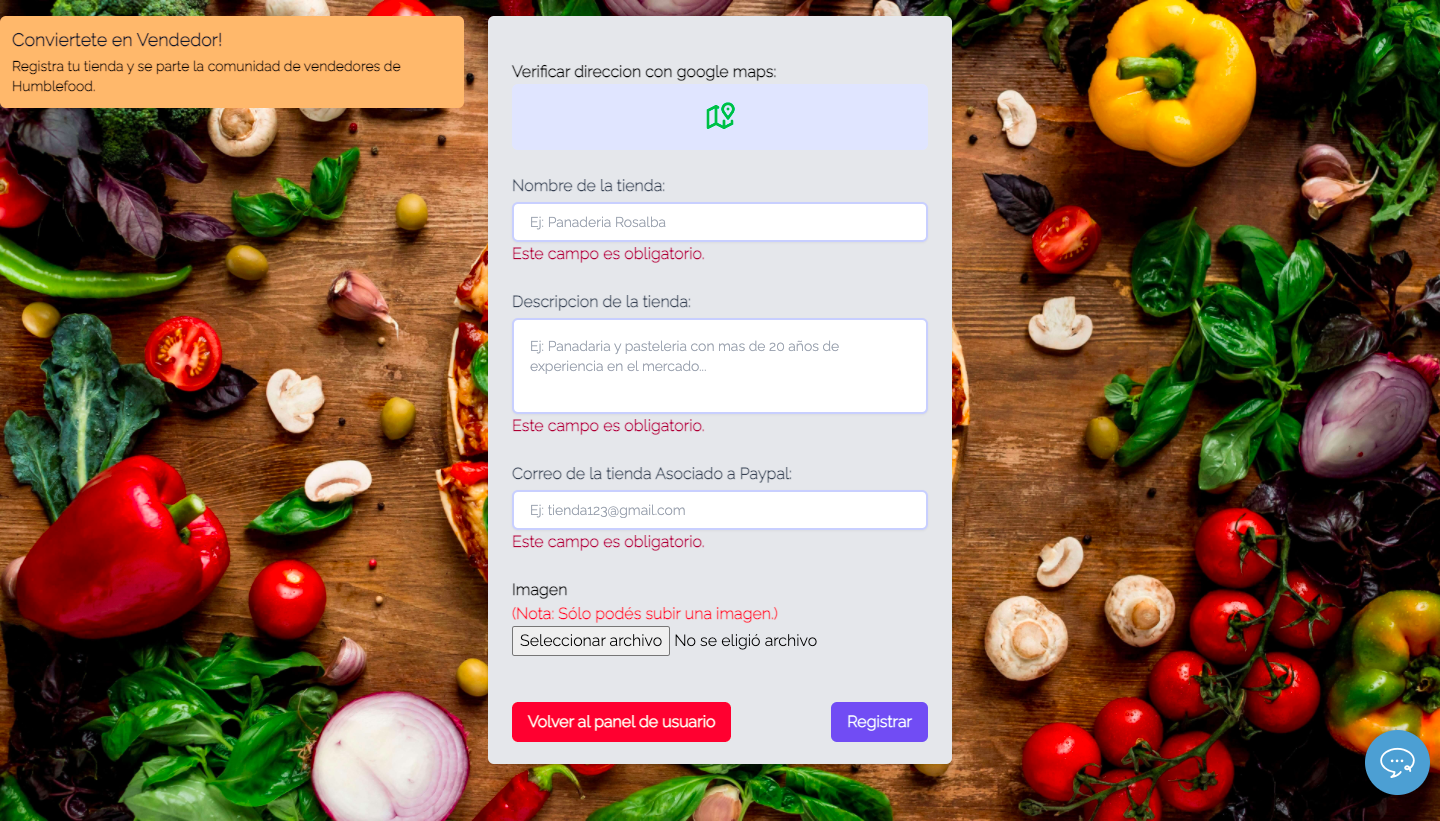 Conviertete en Vendedor!
Registra tu tienda y se parte la comunidad de vendedores de
Humblefood.
Verificar direccion con google maps:
Nombre de la tienda:
Ej: Panaderia Rosalba
Este campo es obligatorio.
Descripcion de la tienda:
Ej: Panadaria y pasteleria con mas de 20 años de
experiencia en el mercado...
Este campo es obligatorio.
Correo de la tienda Asociado a Paypal:
Ej: tienda123@gmail.com
Este campo es obligatorio.
Imagen
(Nota: Sólo podés subir una imagen.)
Seleccionar archivo No se eligió archivo
Volver al panel de usuario Registrar